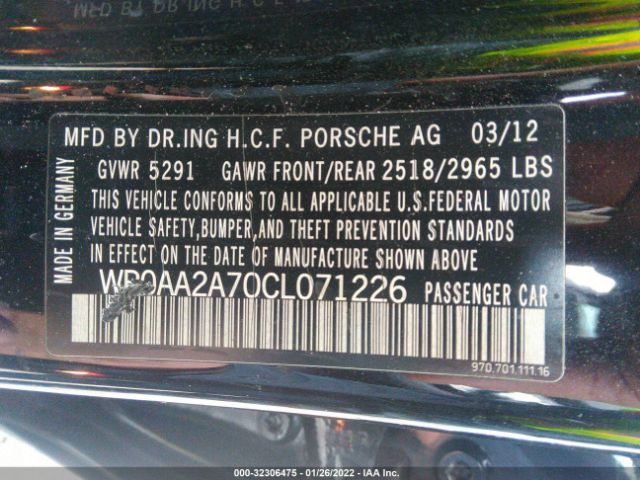 MFD BY DR.ING H.C.F. PORSCHE AG 03/12
GVWR 5291 GAWR FRONT/REAR 2518/2965 LBS
THIS VEHICLE CONFORMS TO ALL APPLICABLE U.S.FEDERAL MOTOR
VEHICLE SAFETY,BUMPER,AND THEFT PREVENTION STANDARDS
IN EFFECT ON THE DATE OF MANUFACTURE SHOWN ABOVE
MADE IN GERMANY
WP0AA2A70CL071226 PASSENGER CAR
970.701.111.16
000-32306475 - 01/26/2022 - IAA Inc.